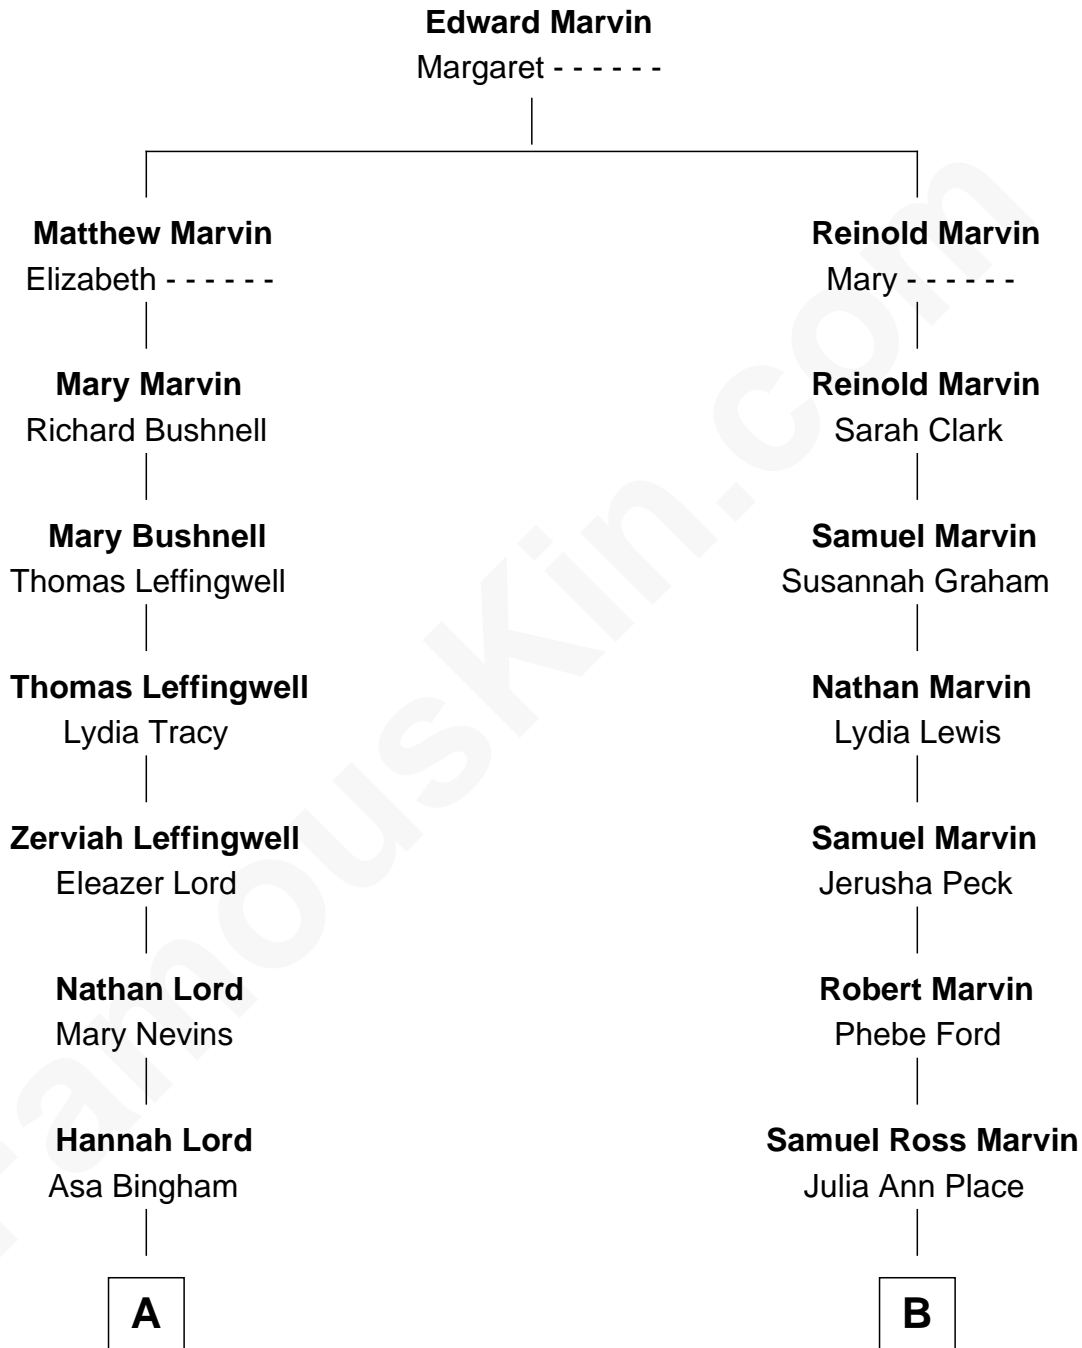 Edward Marvin
Margaret - - - - - -
Matthew Marvin
Elizabeth - - - - - -
Mary Marvin
Richard Bushnell
Mary Bushnell
Thomas Leffingwell
Thomas Leffingwell
Lydia Tracy
Zerviah Leffingwell
Eleazer Lord
Nathan Lord
Mary Nevins
Hannah Lord
Asa Bingham
A
Reinold Marvin
Mary - - - - - -
Reinold Marvin
Sarah Clark
Samuel Marvin
Susannah Graham
Nathan Marvin
Lydia Lewis
Samuel Marvin
Jerusha Peck
Robert Marvin
Phebe Ford
Samuel Ross Marvin
Julia Ann Place
B
FamousKin.com